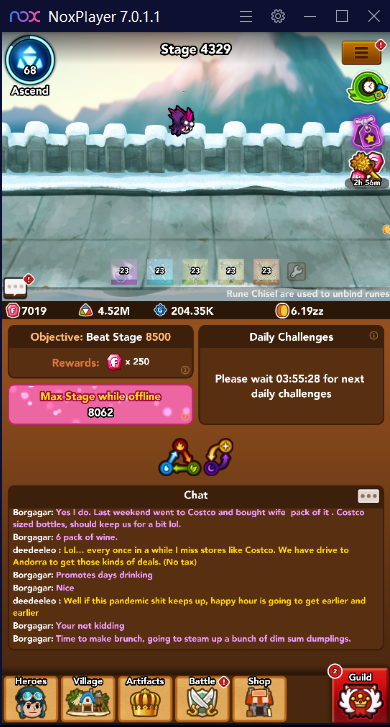 nox NoxPlayer 7.0.1.1
Stage 4329
68
Ascend
2h 56m
23 23 23 23 23
Rune Chisel are used to unbind runes
7019 4.52M 204.35K 6.19zz
Objective: Beat Stage 8500
Rewards: x 250
Max Stage while offline
8062
Daily Challenges
Please wait 03:55:28 for next
daily challenges
Chat
Borgagar: Yes I do. Last weekend went to Costco and bought wife pack of it . Costco
sized bottles, should keep us for a bit lol.
Borgagar: 6 pack of wine.
deedeeleo : Lol... every once in a while I miss stores like Costco. We have drive to
Andorra to get those kinds of deals. (No tax)
Borgagar: Promotes days drinking
Borgagar: Nice
deedeeleo : Well if this pandemic shit keeps up, happy hour is going to get earlier and
earlier
Borgagar: Your not kidding
Borgagar: Time to make brunch, going to steam up a bunch of dim sum dumplings.
Heroes Village Artifacts Battle ! Shop 2 Guild